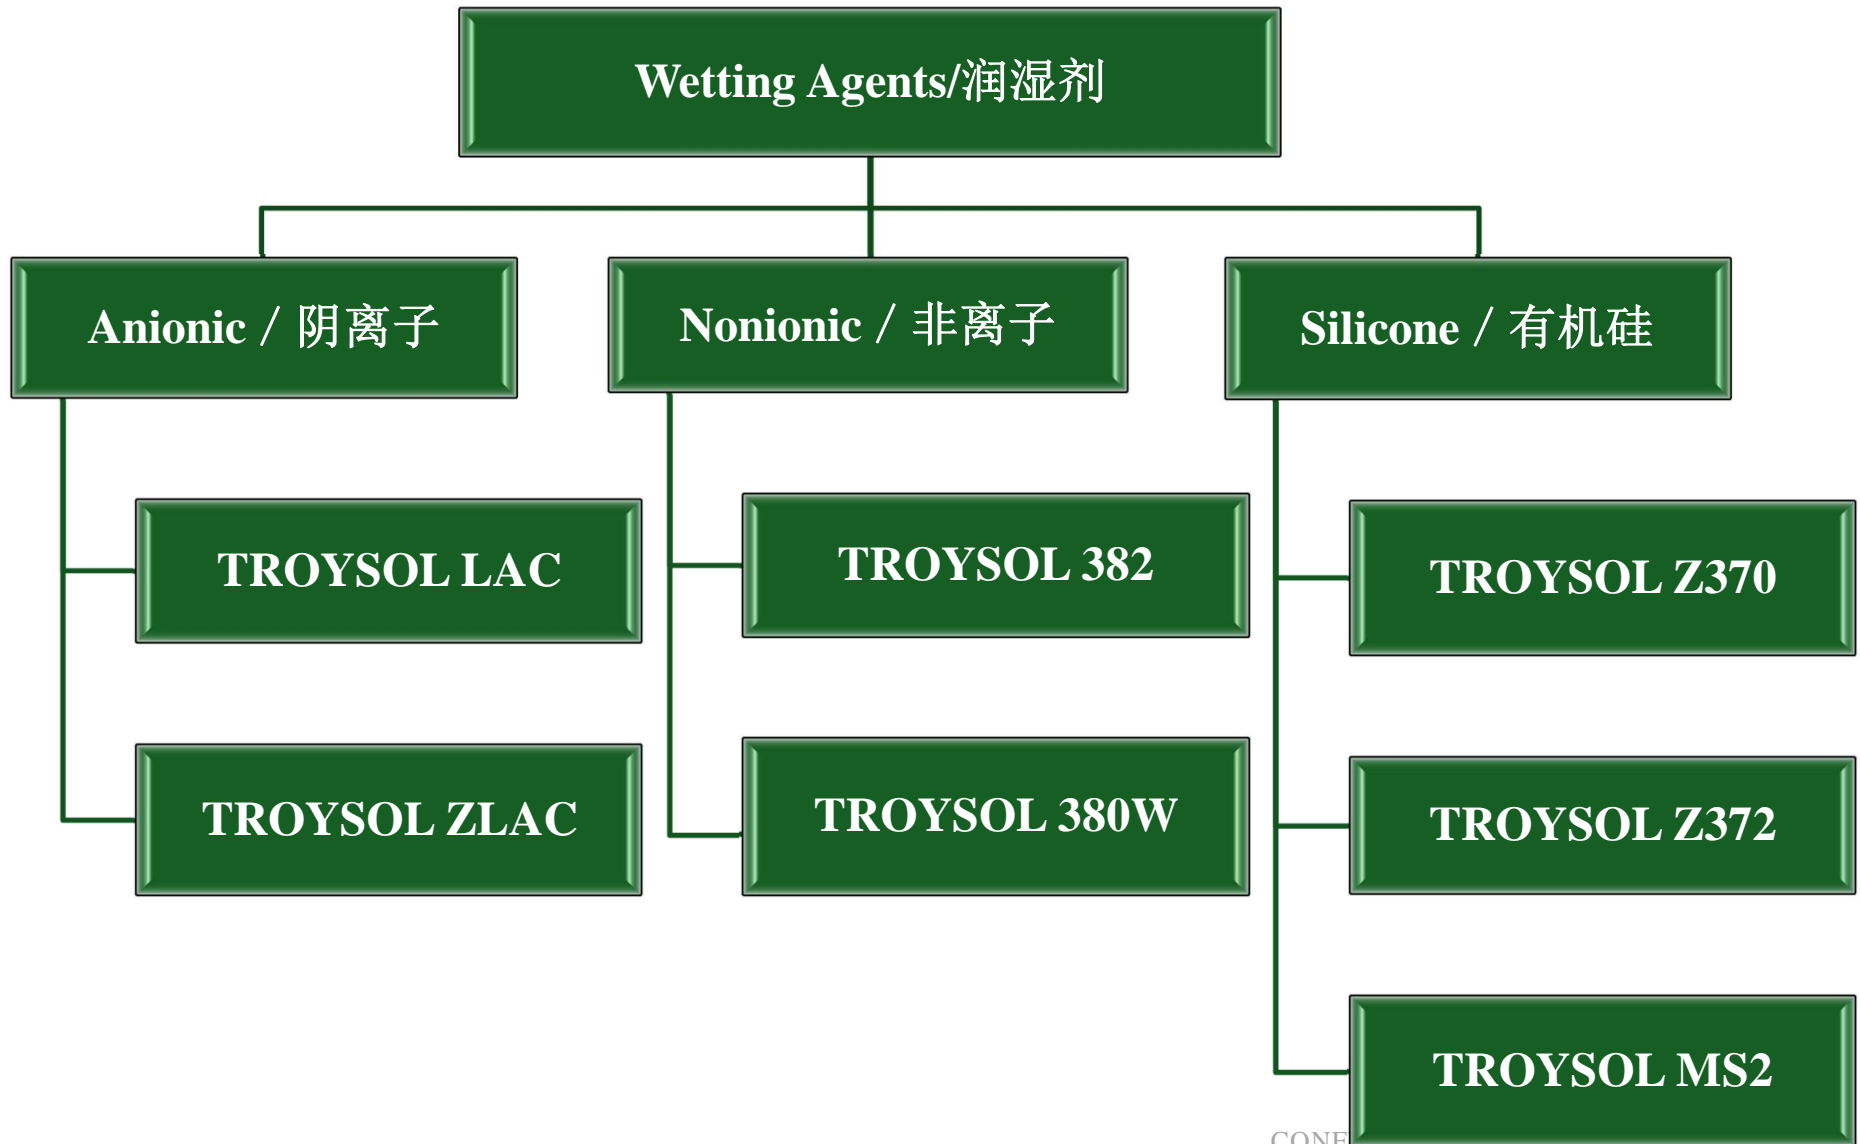 Wetting Agents/润湿剂
Anionic / 阴离子
Nonionic / 非离子
Silicone / 有机硅
TROYSOL LAC
TROYSOL 382
TROYSOL Z370
TROYSOL ZLAC
TROYSOL 380W
TROYSOL Z372
TROYSOL MS2